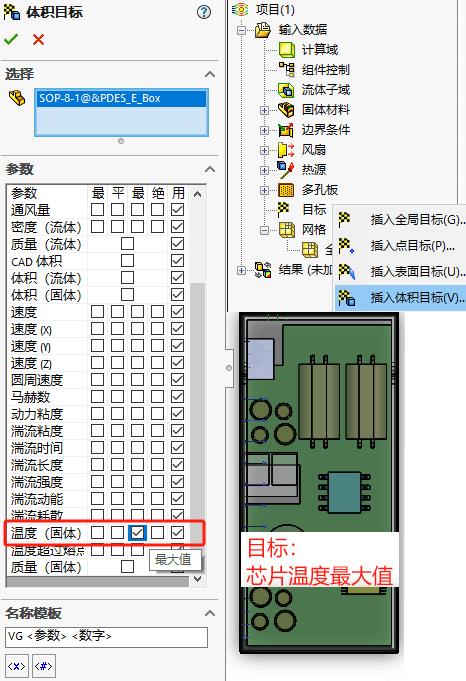 体积目标
选择
SOP-8-1@&PDES_E_Box
参数
参数 最 平 最 绝 用
通风量
密度（流体）
质量（流体）
CAD 体积
体积（流体）
体积（固体）
速度
速度 (X)
速度 (Y)
速度 (Z)
圆周速度
马赫数
动力粘度
湍流粘度
湍流时间
湍流长度
湍流强度
湍流动能
湍流耗散
温度（固体）
温度超过熔点
质量（固体）
最大值
名称模板
VG <参数> <数字>
<x> <#>
项目(1)
输入数据
计算域
组件控制
流体子域
固体材料
边界条件
风扇
热源
多孔板
目标
网格
全
结果 (未加
插入全局目标(G)...
插入点目标(P)...
插入表面目标(U)...
插入体积目标(V)...
目标：
芯片温度最大值